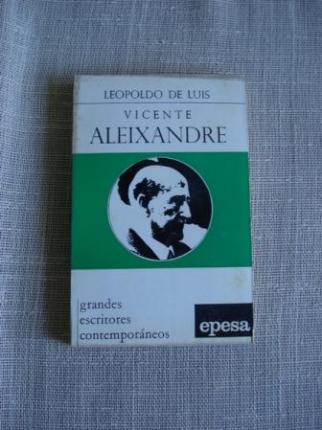 LEOPOLDO DE LUIS
VICENTE
ALEIXANDRE
grandes
escritores
contemporáneos
epesa